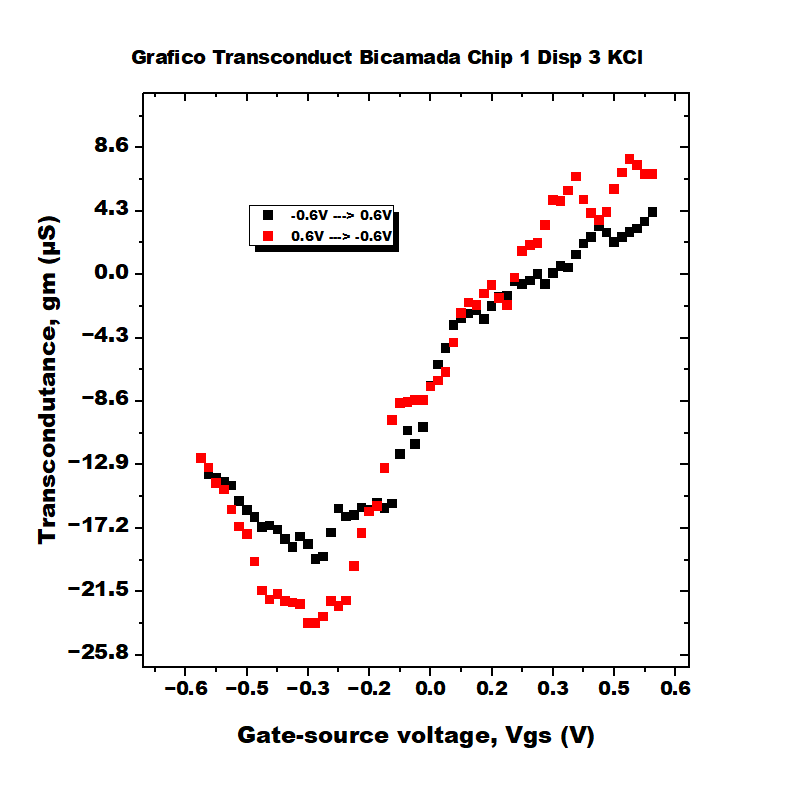 Grafico Transconduct Bicamada Chip 1 Disp 3 KCl
8.6
4.3
0.0
−4.3
−8.6
−12.9
−17.2
−21.5
−25.8
Transcondutance, gm (µS)
-0.6V ---> 0.6V
0.6V ---> -0.6V
−0.6 −0.5 −0.3 −0.2 0.0 0.2 0.3 0.5 0.6
Gate-source voltage, Vgs (V)